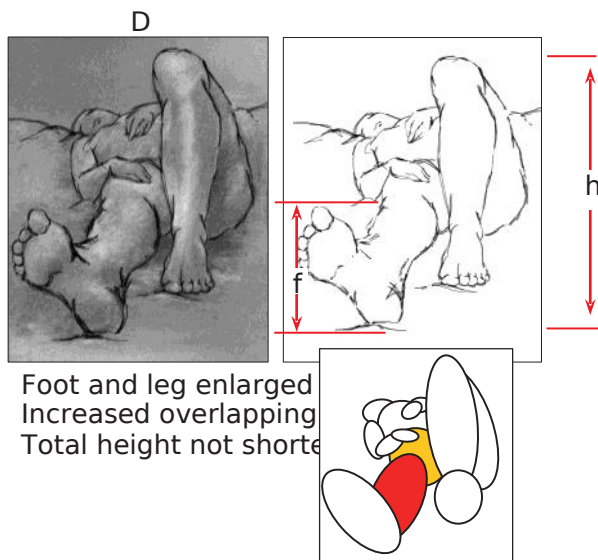 D
h
f
Foot and leg enlarged
Increased overlapping
Total height not shorte